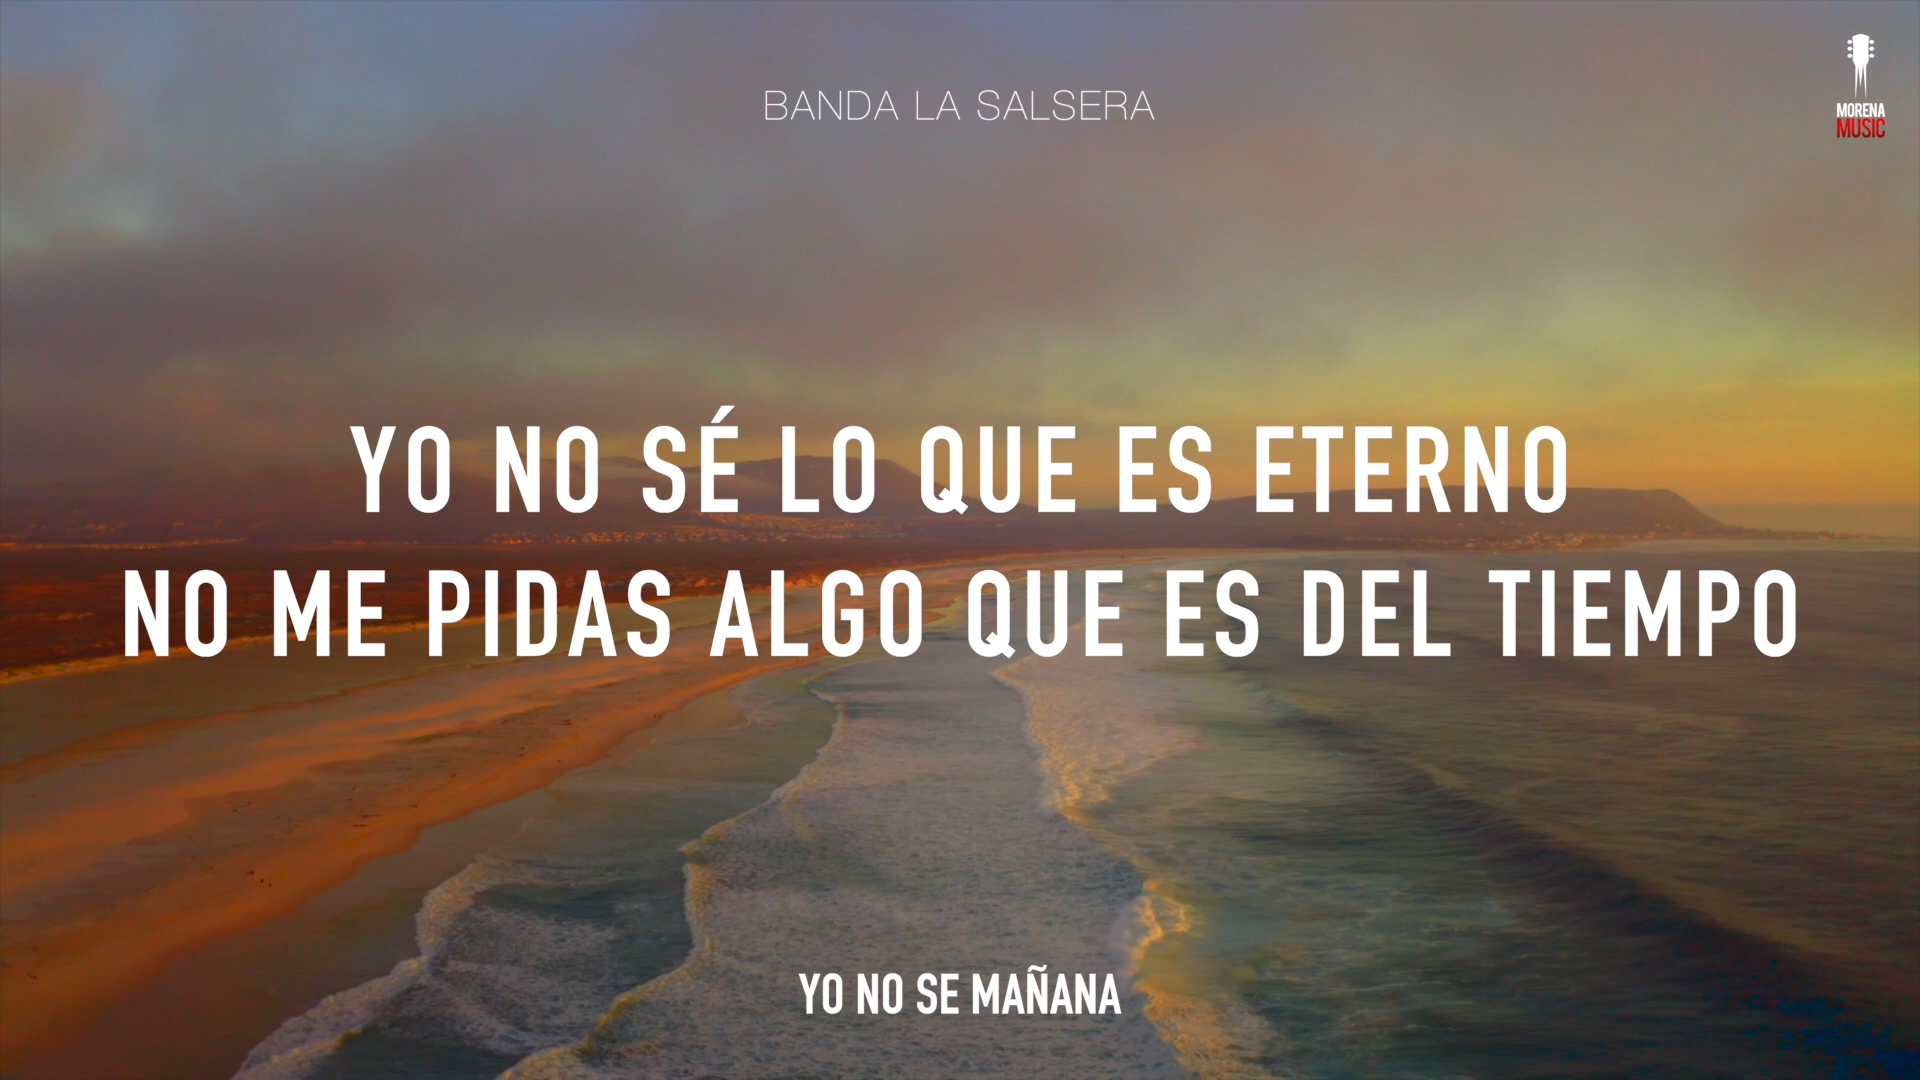 BANDA LA SALSERA
MORENA
MUSIC
YO NO SÉ LO QUE ES ETERNO
NO ME PIDAS ALGO QUE ES DEL TIEMPO
YO NO SE MAÑANA